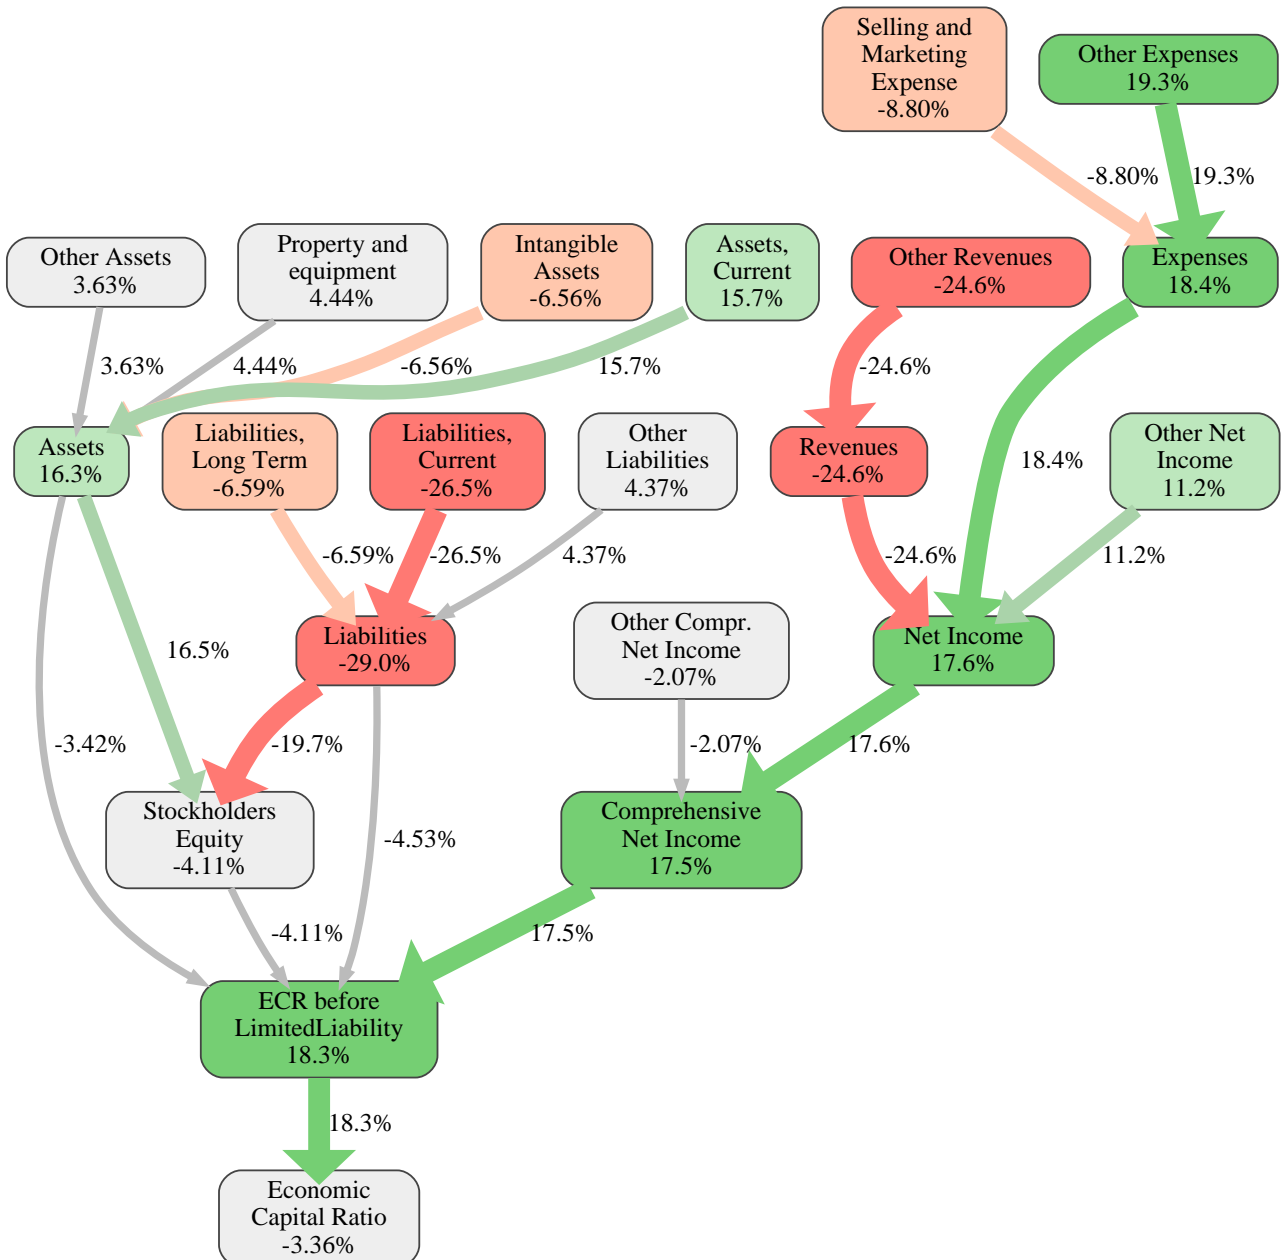 Selling and
Marketing
Expense
-8.80%
Other Expenses
19.3%
-8.80%
19.3%
Other Assets
3.63%
Property and
equipment
4.44%
Intangible
Assets
-6.56%
Assets,
Current
15.7%
Other Revenues
-24.6%
Expenses
18.4%
3.63%
4.44%
-6.56%
15.7%
-24.6%
18.4%
Assets
16.3%
Liabilities,
Long Term
-6.59%
Liabilities,
Current
-26.5%
Other
Liabilities
4.37%
Revenues
-24.6%
Other Net
Income
11.2%
-6.59%
-26.5%
4.37%
-24.6%
11.2%
16.5%
Liabilities
-29.0%
Other Compr.
Net Income
-2.07%
Net Income
17.6%
-3.42%
-19.7%
-2.07%
17.6%
Stockholders
Equity
-4.11%
-4.53%
Comprehensive
Net Income
17.5%
-4.11%
17.5%
ECR before
LimitedLiability
18.3%
18.3%
Economic
Capital Ratio
-3.36%